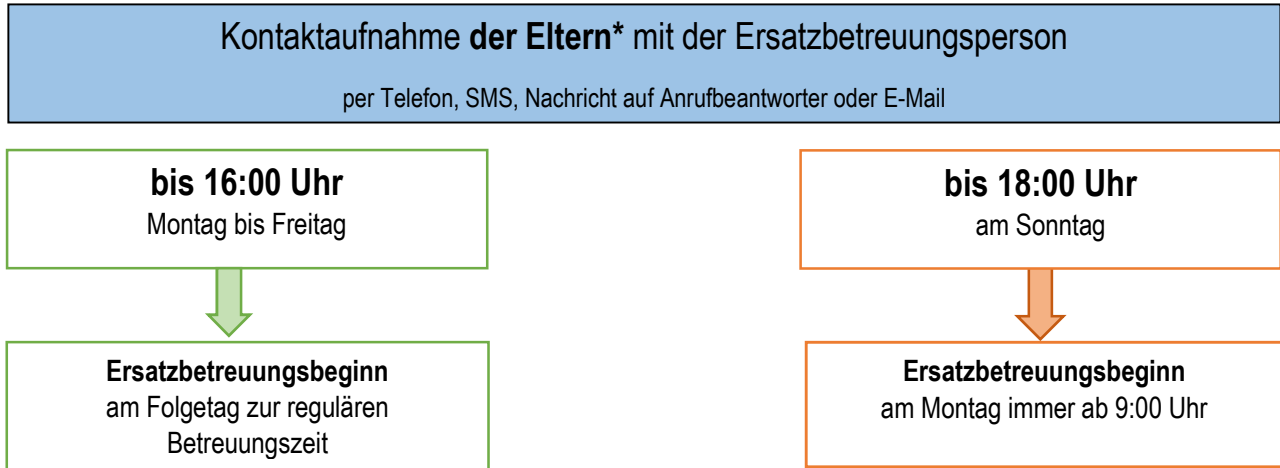 Kontaktaufnahme der Eltern* mit der Ersatzbetreuungsperson
per Telefon, SMS, Nachricht auf Anrufbeantworter oder E-Mail
bis 16:00 Uhr
Montag bis Freitag
bis 18:00 Uhr
am Sonntag
Ersatzbetreuungsbeginn
am Folgetag zur regulären
Betreuungszeit
Ersatzbetreuungsbeginn
am Montag immer ab 9:00 Uhr